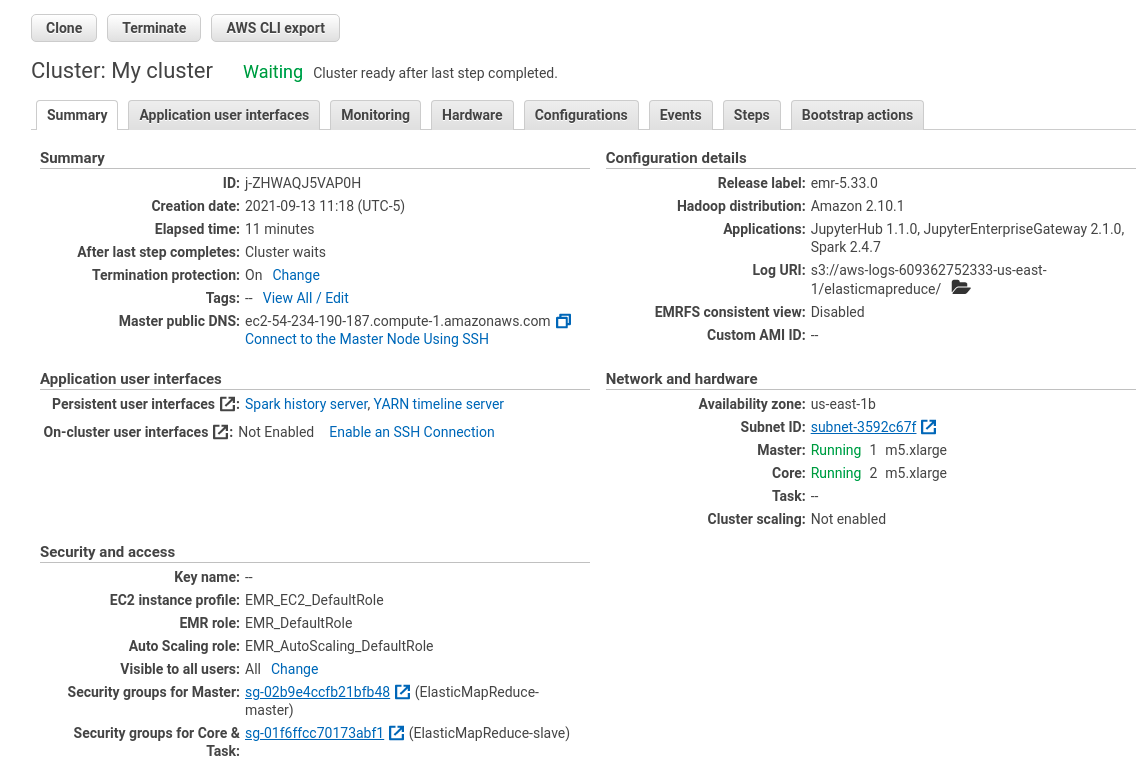 Clone Terminate AWS CLI export
Cluster: My cluster Waiting Cluster ready after last step completed.
Summary Application user interfaces Monitoring Hardware Configurations Events Steps Bootstrap actions
Summary
ID: j-ZHWAQJ5VAP0H
Creation date: 2021-09-13 11:18 (UTC-5)
Elapsed time: 11 minutes
After last step completes: Cluster waits
Termination protection: On Change
Tags: -- View All / Edit
Master public DNS: ec2-54-234-190-187.compute-1.amazonaws.com
Connect to the Master Node Using SSH
Configuration details
Release label: emr-5.33.0
Hadoop distribution: Amazon 2.10.1
Applications: JupyterHub 1.1.0, JupyterEnterpriseGateway 2.1.0,
Spark 2.4.7
Log URI: s3://aws-logs-609362752333-us-east-
1/elasticmapreduce/
EMRFS consistent view: Disabled
Custom AMI ID: --
Application user interfaces
Persistent user interfaces : Spark history server, YARN timeline server
On-cluster user interfaces : Not Enabled Enable an SSH Connection
Network and hardware
Availability zone: us-east-1b
Subnet ID: subnet-3592c67f
Master: Running 1 m5.xlarge
Core: Running 2 m5.xlarge
Task: --
Cluster scaling: Not enabled
Security and access
Key name: --
EC2 instance profile: EMR_EC2_DefaultRole
EMR role: EMR_DefaultRole
Auto Scaling role: EMR_AutoScaling_DefaultRole
Visible to all users: All Change
Security groups for Master: sg-02b9e4ccfb21bfb48 (ElasticMapReduce-
master)
Security groups for Core & sg-01f6ffcc70173abf1 (ElasticMapReduce-slave)
Task: